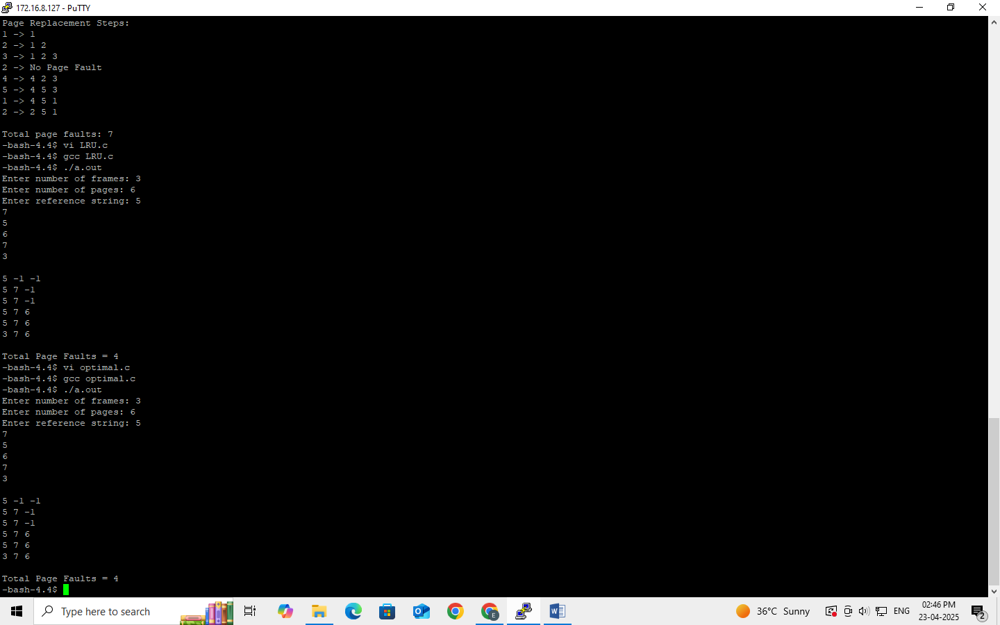 172.16.8.127 - PuTTY
Page Replacement Steps:
1 -> 1
2 -> 1 2
3 -> 1 2 3
2 -> No Page Fault
4 -> 4 2 3
5 -> 4 5 3
1 -> 4 5 1
2 -> 2 5 1
Total page faults: 7
-bash-4.4$ vi LRU.c
-bash-4.4$ gcc LRU.c
-bash-4.4$ ./a.out
Enter number of frames: 3
Enter number of pages: 6
Enter reference string: 5
7
5
6
7
3
5 -1 -1
5 7 -1
5 7 -1
5 7 6
5 7 6
3 7 6
Total Page Faults = 4
-bash-4.4$ vi optimal.c
-bash-4.4$ gcc optimal.c
-bash-4.4$ ./a.out
Enter number of frames: 3
Enter number of pages: 6
Enter reference string: 5
7
5
6
7
3
5 -1 -1
5 7 -1
5 7 -1
5 7 6
5 7 6
3 7 6
Total Page Faults = 4
-bash-4.4$
Type here to search
E
W
36°C Sunny
ENG
02:46 PM
23-04-2025
2